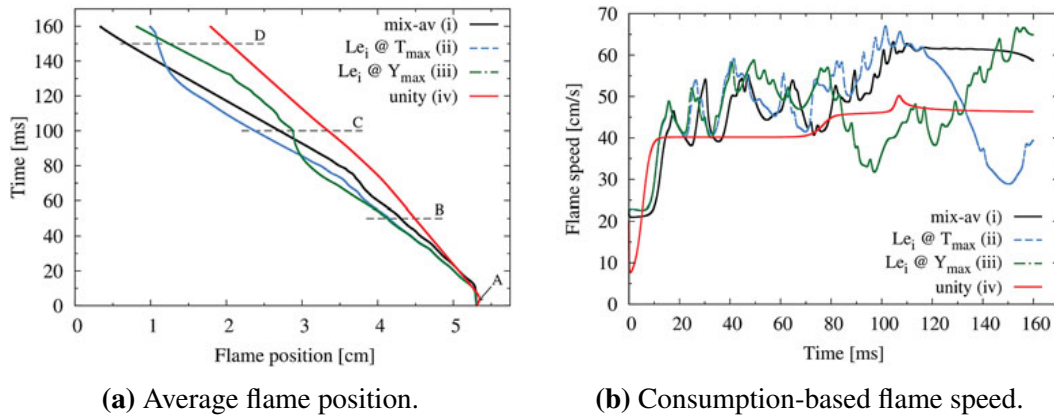 160
140
120
100
80
60
40
20
0
Time [ms]
0 1 2 3 4 5
Flame position [cm]
mix-av (i)
Le_i @ T_max (ii)
Le_i @ Y_max (iii)
unity (iv)
D
C
B
A
(a) Average flame position.
70
60
50
40
30
20
10
0
Flame speed [cm/s]
0 20 40 60 80 100 120 140 160
Time [ms]
mix-av (i)
Le_i @ T_max (ii)
Le_i @ Y_max (iii)
unity (iv)
(b) Consumption-based flame speed.